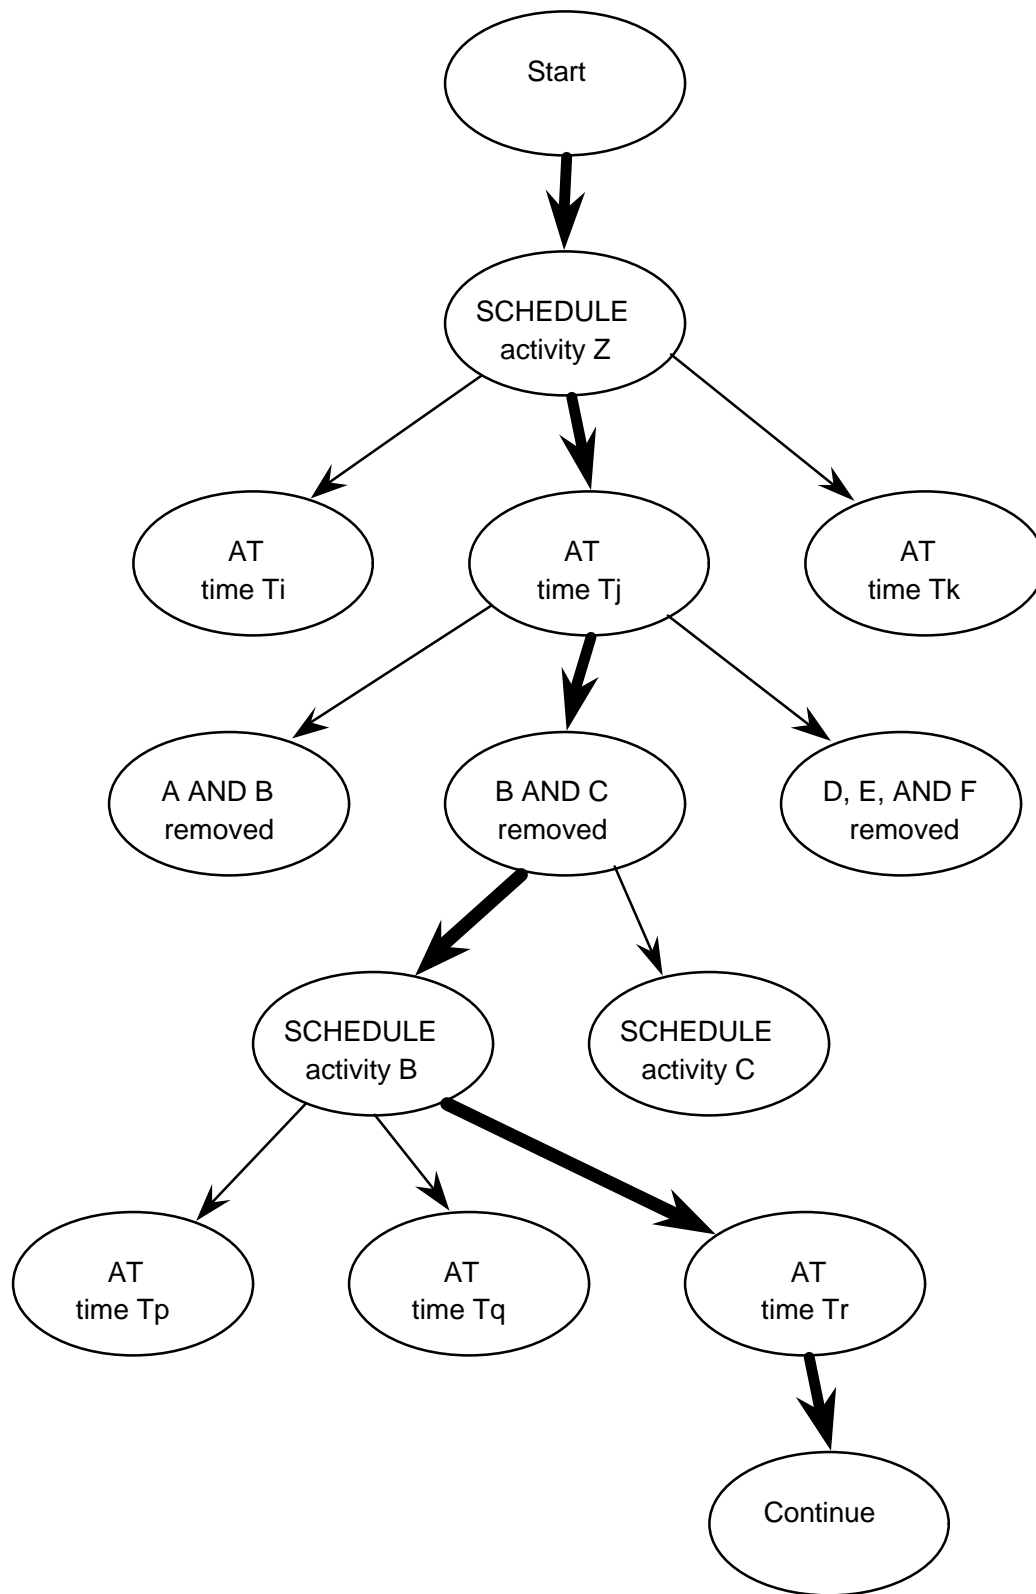 Start
SCHEDULE
activity Z
AT
time Ti
AT
time Tj
AT
time Tk
A AND B
removed
B AND C
removed
D, E, AND F
removed
SCHEDULE
activity B
SCHEDULE
activity C
AT
time Tp
AT
time Tq
AT
time Tr
Continue